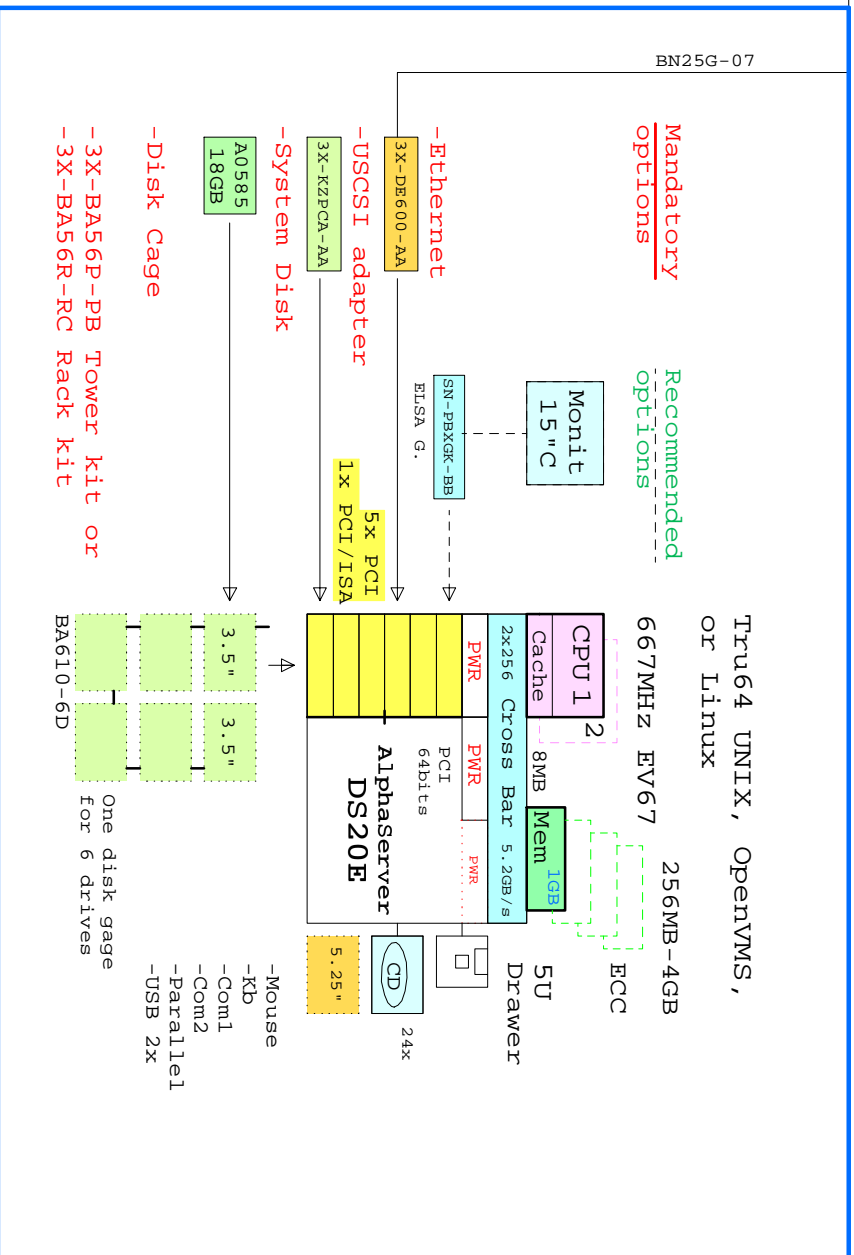 BN25G-07
Mandatory
options
Recommended
options
Tru64 UNIX, OpenVMS,
or Linux
667MHz EV67
256MB-4GB
ECC
Monit
15"C
SN-PBXGK-BB
ELSA G.
-Ethernet
3X-DE600-AA
-USCSI adapter
3X-KZPCA-AA
-System Disk
A0585
18GB
-Disk Cage
-3X-BA56P-PB Tower kit or
-3X-BA56R-RC Rack kit
5x PCI
1x PCI/ISA
CPU 1
2
Cache
8MB
Mem
1GB
2x256 Cross Bar 5.2GB/s
PWR
PWR
PWR
PCI
64bits
AlphaServer
DS20E
5U
Drawer
CD
24x
5.25"
3.5"
3.5"
BA610-6D
One disk gage
for 6 drives
-Mouse
-Kb
-Com1
-Com2
-Parallel
-USB 2x